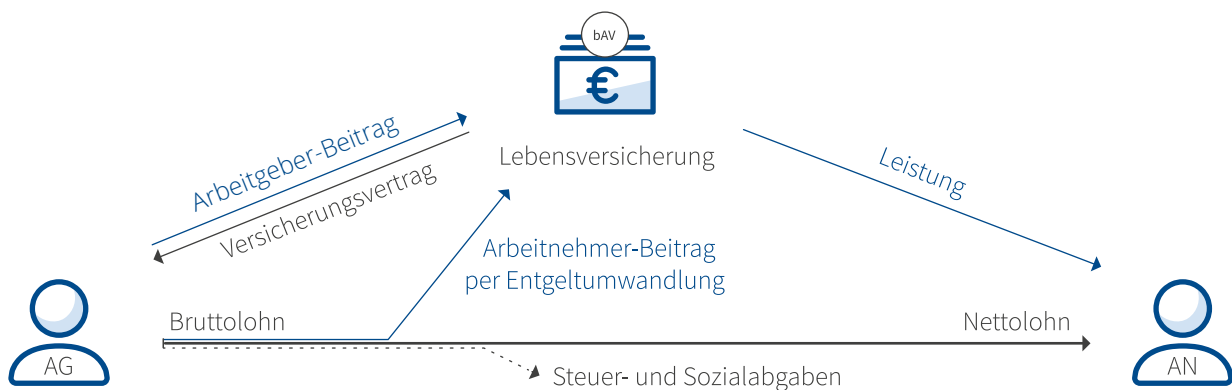 bAV
€
Lebensversicherung
Arbeitgeber-Beitrag
Versicherungsvertrag
Leistung
Arbeitnehmer-Beitrag
per Entgeltumwandlung
Bruttolohn
Nettolohn
AG
AN
Steuer- und Sozialabgaben